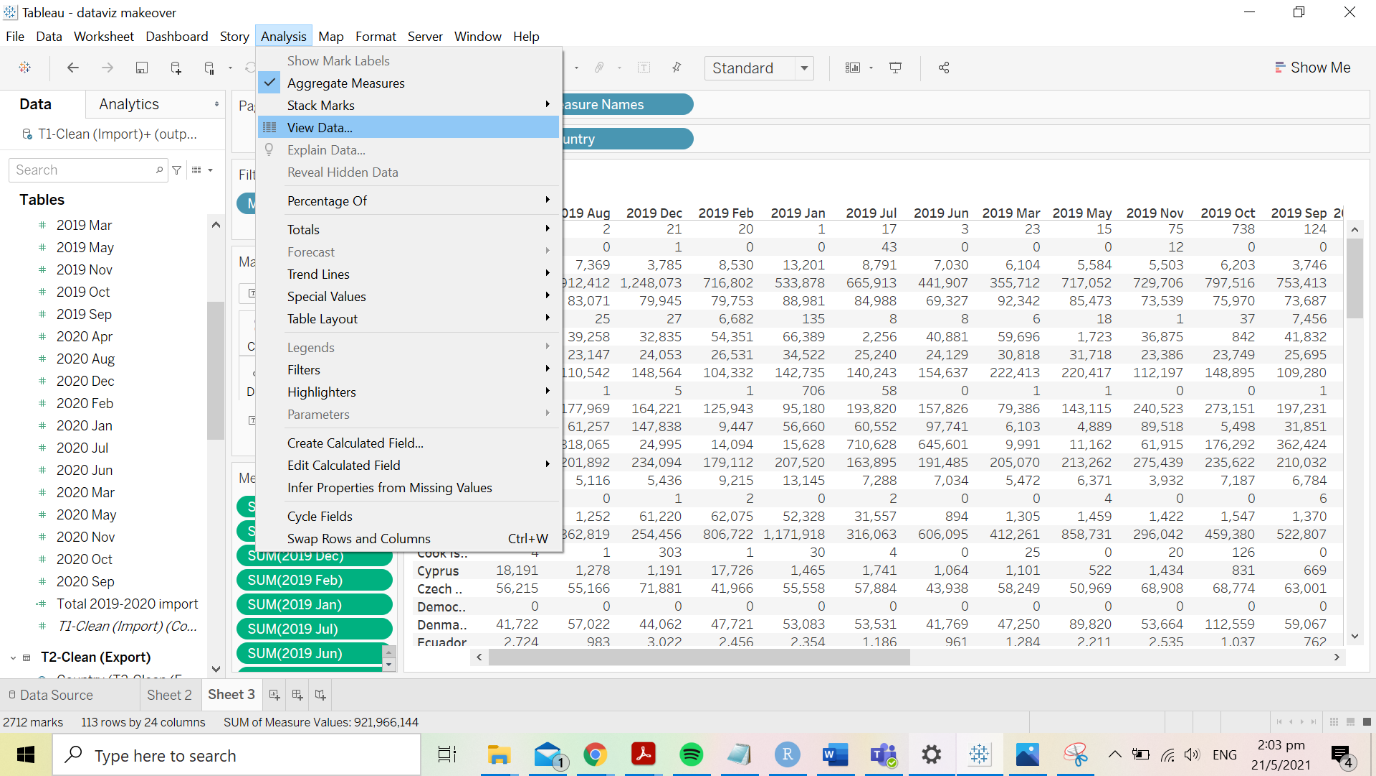 Tableau - dataviz makeover
File Data Worksheet Dashboard Story Analysis Map Format Server Window Help
Standard
Show Me
Data Analytics
T1-Clean (Import)+ (outp...
Search
Tables
2019 Mar
2019 May
2019 Nov
2019 Oct
2019 Sep
2020 Apr
2020 Aug
2020 Dec
2020 Feb
2020 Jan
2020 Jul
2020 Jun
2020 Mar
2020 May
2020 Nov
2020 Oct
2020 Sep
Total 2019-2020 import
T1-Clean (Import) (Co...
T2-Clean (Export)
Show Mark Labels
Aggregate Measures
Stack Marks
View Data...
Explain Data...
Reveal Hidden Data
Percentage Of
Totals
Forecast
Trend Lines
Special Values
Table Layout
Legends
Filters
Highlighters
Parameters
Create Calculated Field...
Edit Calculated Field
Infer Properties from Missing Values
Cycle Fields
Swap Rows and Columns Ctrl+W
SUM(2019 Dec)
SUM(2019 Feb)
SUM(2019 Jan)
SUM(2019 Jul)
SUM(2019 Jun)
asure Names
untry
019 Aug 2019 Dec 2019 Feb 2019 Jan 2019 Jul 2019 Jun 2019 Mar 2019 May 2019 Nov 2019 Oct 2019 Sep 2
2 21 20 1 17 3 23 15 75 738 124
0 1 0 0 43 0 0 0 12 0 0
7,369 3,785 8,530 13,201 8,791 7,030 6,104 5,584 5,503 6,203 3,746
912,412 1,248,073 716,802 533,878 665,913 441,907 355,712 717,052 729,706 797,516 753,413
83,071 79,945 79,753 88,981 84,988 69,327 92,342 85,473 73,539 75,970 73,687
25 27 6,682 135 8 8 6 18 1 37 7,456
39,258 32,835 54,351 66,389 2,256 40,881 59,696 1,723 36,875 842 41,832
23,147 24,053 26,531 34,522 25,240 24,129 30,818 31,718 23,386 23,749 25,695
110,542 148,564 104,332 142,735 140,243 154,637 222,413 220,417 112,197 148,895 109,280
1 5 1 706 58 0 1 1 0 0 1
177,969 164,221 125,943 95,180 193,820 157,826 79,386 143,115 240,523 273,151 197,231
61,257 147,838 9,447 56,660 60,552 97,741 6,103 4,889 89,518 5,498 31,851
318,065 24,995 14,094 15,628 710,628 645,601 9,991 11,162 61,915 176,292 362,424
201,892 234,094 179,112 207,520 163,895 191,485 205,070 213,262 275,439 235,622 210,032
5,116 5,436 9,215 13,145 7,288 7,034 5,472 6,371 3,932 7,187 6,784
0 1 2 0 2 0 0 4 0 0 6
1,252 61,220 62,075 52,328 31,557 894 1,305 1,459 1,422 1,547 1,370
362,819 254,456 806,722 1,171,918 316,063 606,095 412,261 858,731 296,042 459,380 522,807
Cook Is.. 4 1 303 1 30 4 0 25 0 20 126 0
Cyprus 18,191 1,278 1,191 17,726 1,465 1,741 1,064 1,101 522 1,434 831 669
Czech .. 56,215 55,166 71,881 41,966 55,558 57,884 43,938 58,249 50,969 68,908 68,774 63,001
Democ.. 0 0 0 0 0 0 0 0 0 0 0 0
Denma.. 41,722 57,022 44,062 47,721 53,083 53,531 41,769 47,250 89,820 53,664 112,559 59,067
Ecuador 2,724 983 3,022 2,456 2,354 1,186 961 1,284 2,211 2,535 1,037 762
Data Source Sheet 2 Sheet 3
2712 marks 113 rows by 24 columns SUM of Measure Values: 921,966,144
Type here to search
1
ENG
2:03 pm
21/5/2021
4